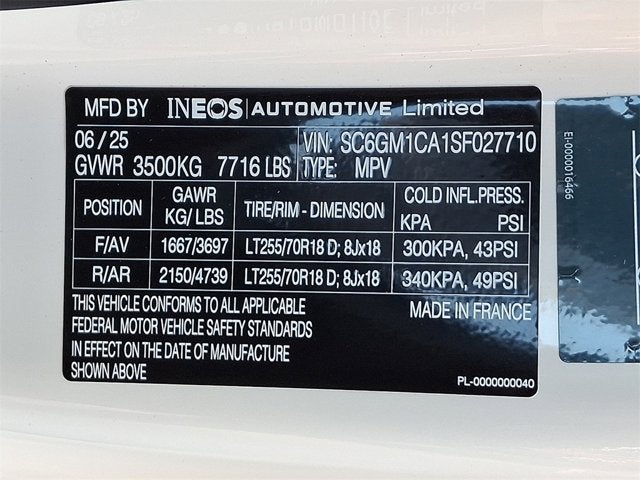 MFD BY INEOS AUTOMOTIVE Limited
06 / 25 VIN: SC6GM1CA1SF027710
GVWR 3500KG 7716 LBS TYPE: MPV
POSITION GAWR KG/ LBS TIRE/RIM - DIMENSION COLD INFL.PRESS. KPA PSI
F/AV 1667/3697 LT255/70R18 D; 8Jx18 300KPA, 43PSI
R/AR 2150/4739 LT255/70R18 D; 8Jx18 340KPA, 49PSI
THIS VEHICLE CONFORMS TO ALL APPLICABLE MADE IN FRANCE
FEDERAL MOTOR VEHICLE SAFETY STANDARDS
IN EFFECT ON THE DATE OF MANUFACTURE
SHOWN ABOVE
PL-0000000040
EI-0000016466